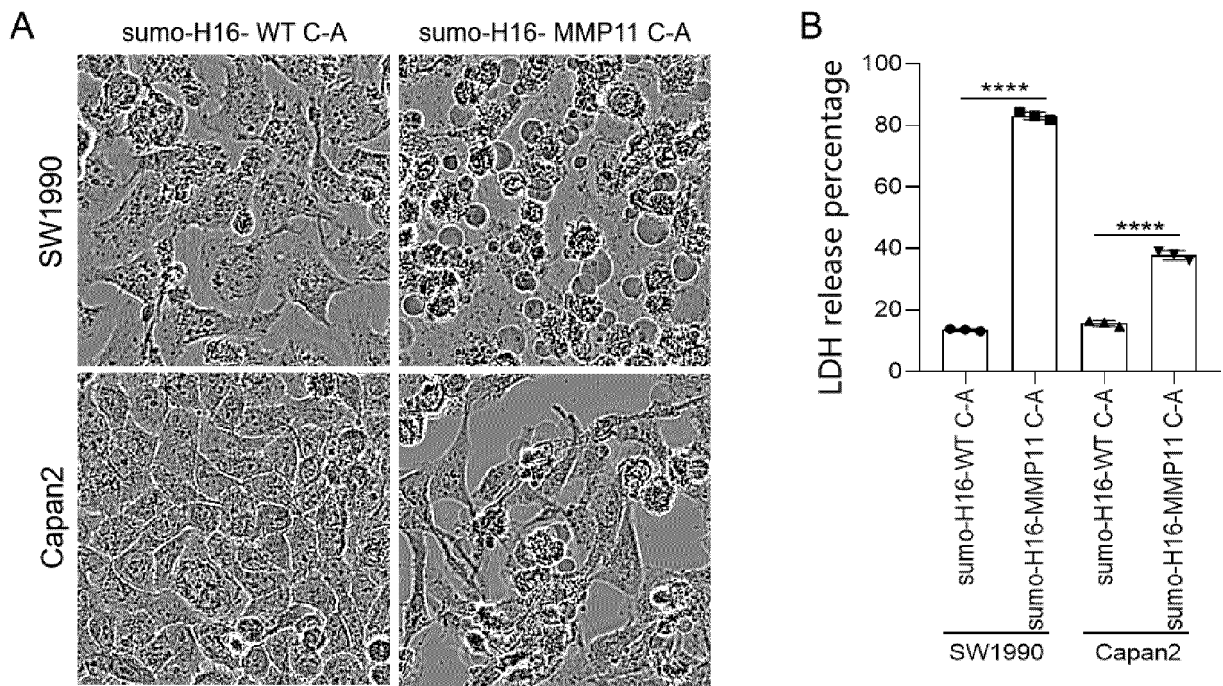 A
sumo-H16- WT C-A
sumo-H16- MMP11 C-A
SW1990
Capan2
B
LDH release percentage
100
80
60
40
20
0
****
****
sumo-H16-WT C-A
sumo-H16-MMP11 C-A
sumo-H16-WT C-A
sumo-H16-MMP11 C-A
SW1990
Capan2